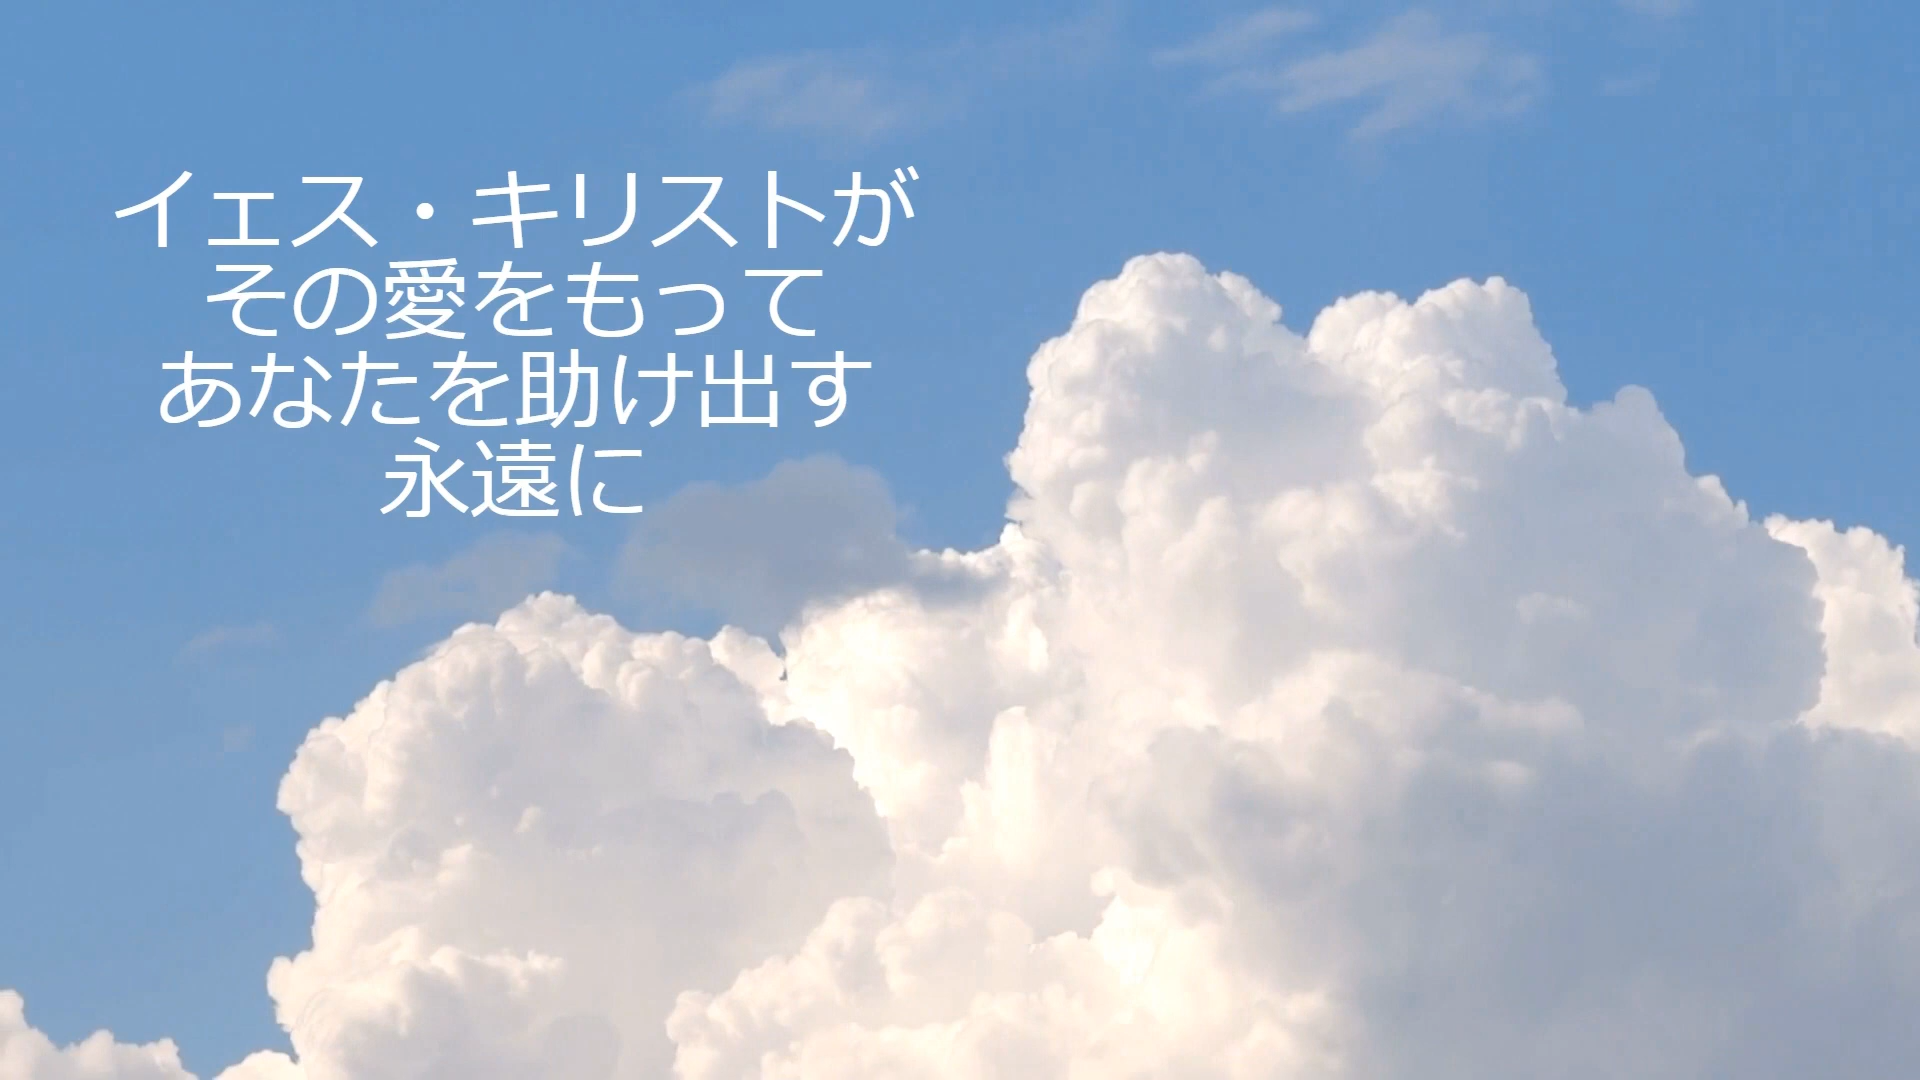 イェス・キリストが
その愛をもって
あなたを助け出す
永遠に